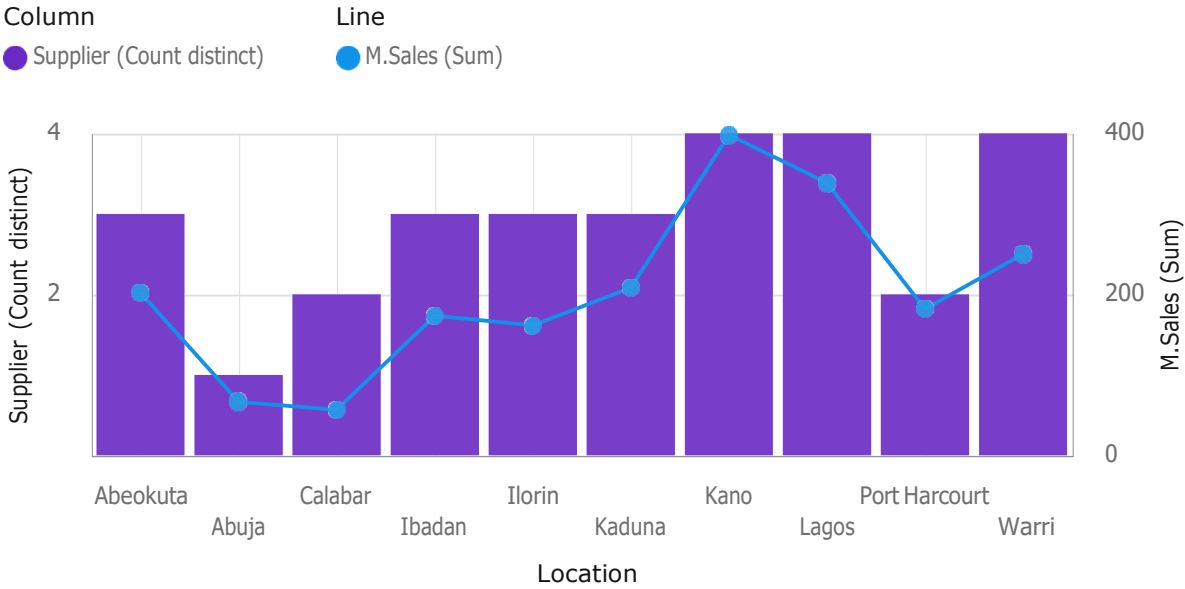 Column
Line
Supplier (Count distinct)
M.Sales (Sum)
4
2
400
200
0
Supplier (Count distinct)
M.Sales (Sum)
Abeokuta
Abuja
Calabar
Ibadan
Ilorin
Kaduna
Kano
Lagos
Port Harcourt
Warri
Location